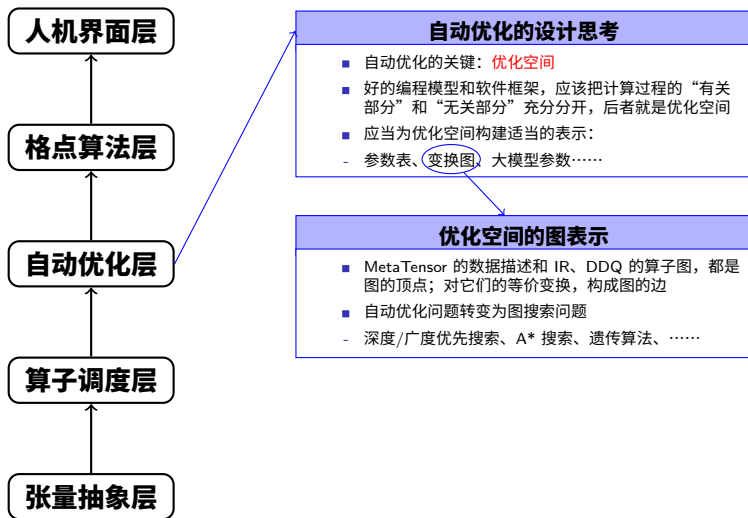 人机界面层
格点算法层
自动优化层
算子调度层
张量抽象层
自动优化的设计思考
自动优化的关键：优化空间
好的编程模型和软件框架，应该把计算过程的“有关
部分”和“无关部分”充分分开，后者就是优化空间
应当为优化空间构建适当的表示：
- 参数表、变换图、大模型参数……
优化空间的图表示
MetaTensor 的数据描述和 IR、DDQ 的算子图，都是
图的顶点；对它们的等价变换，构成图的边
自动优化问题转变为图搜索问题
- 深度/广度优先搜索、A* 搜索、遗传算法、……